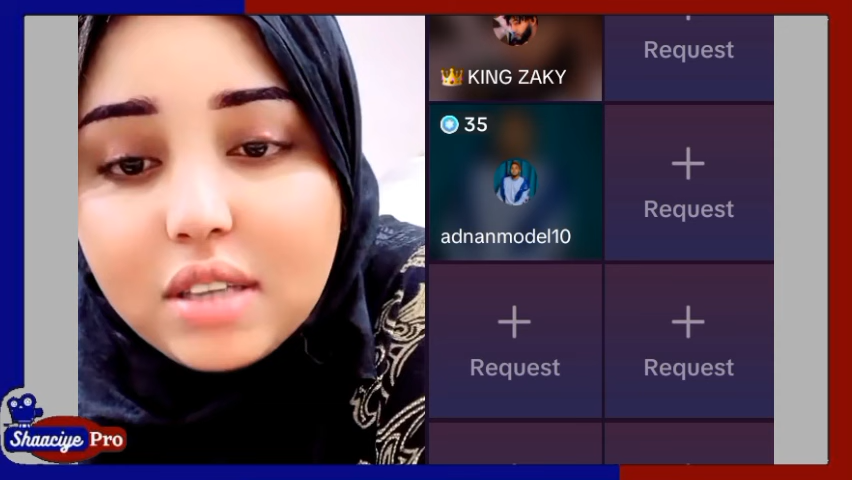 Request
KING ZAKY
35
adnanmodel10
Request
Request
Request
Shaaciye Pro